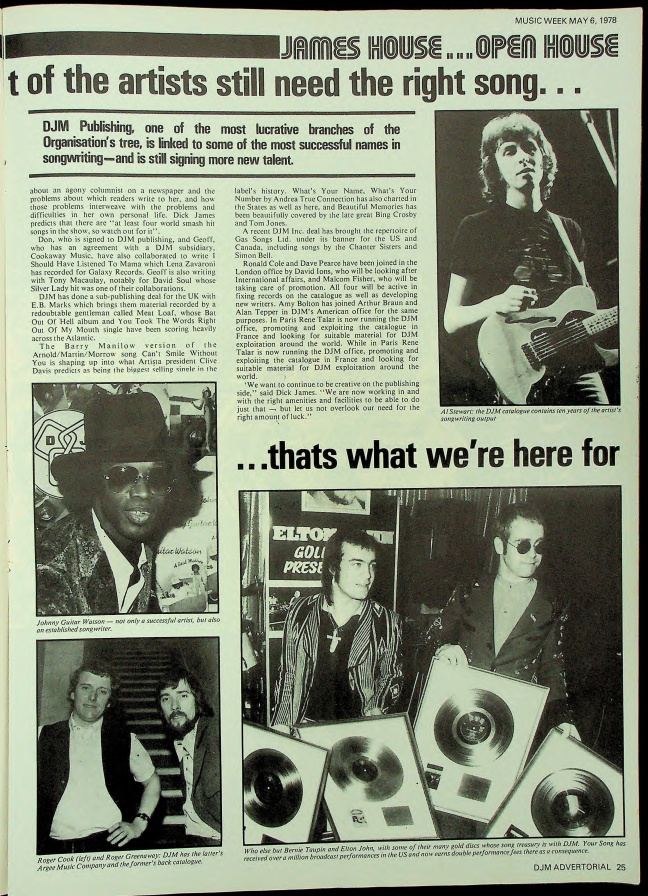 MUSIC WEEK MAY 6, 1978
JAMES HOUSE...OPEN HOUSE
t of the artists still need the right song...
DJM Publishing, one of the most lucrative branches of the
Organisation's tree, is linked to some of the most successful names in
songwriting—and is still signing more new talent.
about an agony columnist on a newspaper and the
problems about which readers write to her, and how
those problems interweave with the problems and
difficulties in her own personal life. Dick James
predicts that there are "at least four world smash hit
songs in the show, so watch out for it".
Don, who is signed to DJM publishing, and Geoff,
who has an agreement with a DJM subsidiary,
Cookaway Music, have also collaborated to write I
Should Have Listened To Mama which Lena Zavaroni
has recorded for Galaxy Records. Geoff is also writing
with Tony Macaulay, notably for David Soul whose
Silver Lady hit was one of their collaborations.
DJM has done a sub-publishing deal for the UK with
E.B. Marks which brings them material recorded by a
redoubtable gentleman called Meat Loaf, whose Bat
Out Of Hell album and You Took The Words Right
Out Of My Mouth single have been scoring heavily
across the Atlantic.
The Barry Manilow version of the
Arnold/Martin/Morrow song Can't Smile Without
You is shaping up into what Artista president Clive
Davis predicts as being the biggest selling single in the
label's history. What's Your Name, What's Your
Number by Andrea True Connection has also charted in
the States as well as here, and Beautiful Memories has
been beautifully covered by the late great Bing Crosby
and Tom Jones.
A recent DJM Inc. deal has brought the repertoire of
Gas Songs Ltd. under its banner for the US and
Canada, including songs by the Chanter Sisters and
Simon Bell.
Ronald Cole and Dave Pearce have been joined in the
London office by David Ions, who will be looking after
International affairs, and Malcom Fisher, who will be
taking care of promotion. All four will be active in
fixing records on the catalogue as well as developing
new writers. Amy Bolton has joined Arthur Braun and
Alan Tepper in DJM's American office for the same
purposes. In Paris Rene Talar is now running the DJM
office, promoting and exploiting the catalogue in
France and looking for suitable material for DJM
exploitation around the world. While in Paris Rene
Talar is now running the DJM office, promoting and
exploiting the catalogue in France and looking for
suitable material for DJM exploitation around the
world.
'We want to continue to be creative on the publishing
side," said Dick James. "We are now working in and
with the right amenities and facilities to be able to do
just that — but let us not overlook our need for the
right amount of luck."
Al Stewart: the DJM catalogue contains ten years of the artist's
songwriting output
...thats what we're here for
Johnny Guitar Watson — not only a successful artist, but also
an established songwriter.
ELTON
GOL
PRESE
Roger Cook (left) and Roger Greenaway: DJM has the latter's
Argee Music Company and the former's back catalogue.
Who else but Bernie Taupin and Elton John, with some of their many gold discs whose song treasury is with DJM. Your Song has
received over a million broadcast performances in the US and now earns double performance fees there as a consequence.
DJM ADVERTORIAL 25